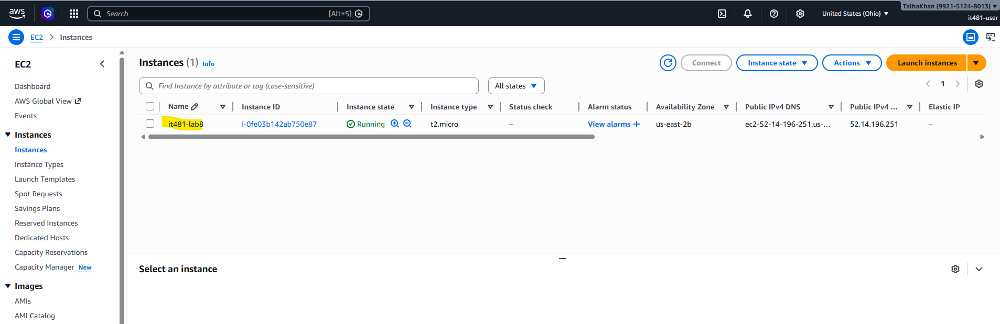 aws
Search [Alt+S] United States (Ohio) TalhaKhan (9921-5124-8013)
it481-user
EC2 Instances
EC2
Dashboard
AWS Global View
Events
Instances
Instances
Instance Types
Launch Templates
Spot Requests
Savings Plans
Reserved Instances
Dedicated Hosts
Capacity Reservations
Capacity Manager New
Images
AMIs
AMI Catalog
Instances (1) Info Connect Instance state Actions Launch instances
Find Instance by attribute or tag (case-sensitive) All states 1
Name Instance ID Instance state Instance type Status check Alarm status Availability Zone Public IPv4 DNS Public IPv4 ... Elastic IP
it481-lab8 i-0fe03b142ab750e87 Running t2.micro – View alarms + us-east-2b ec2-52-14-196-251.us-... 52.14.196.251 –
Select an instance